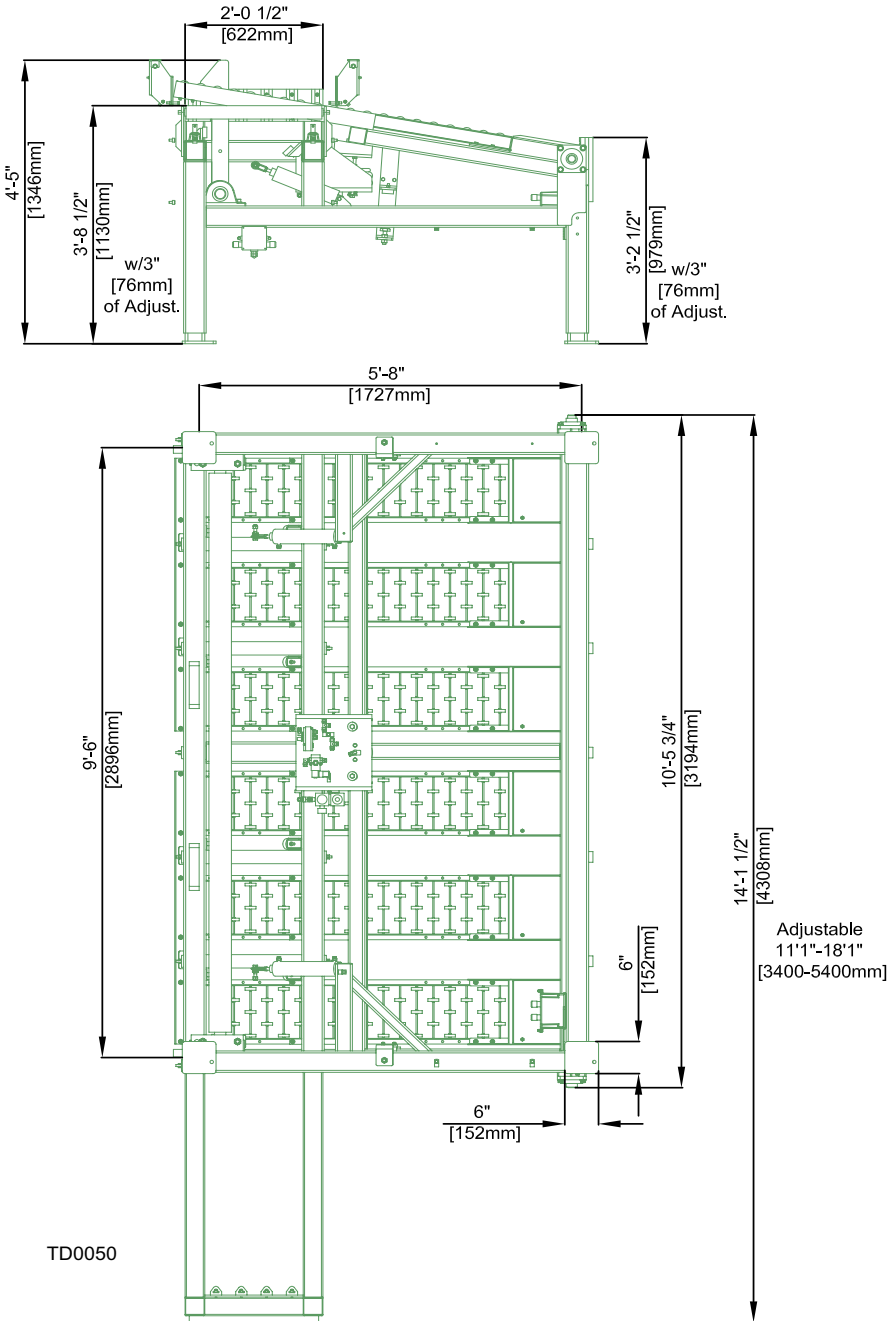 2'-0 1/2"
[622mm]
4'-5"
[1346mm]
3'-8 1/2"
[1130mm]
w/3"
[76mm]
of Adjust.
3'-2 1/2"
[979mm]
w/3"
[76mm]
of Adjust.
5'-8"
[1727mm]
9'-6"
[2896mm]
10'-5 3/4"
[3194mm]
14'-1 1/2"
[4308mm]
Adjustable
11'1"-18'1"
[3400-5400mm]
6"
[152mm]
6"
[152mm]
TD0050